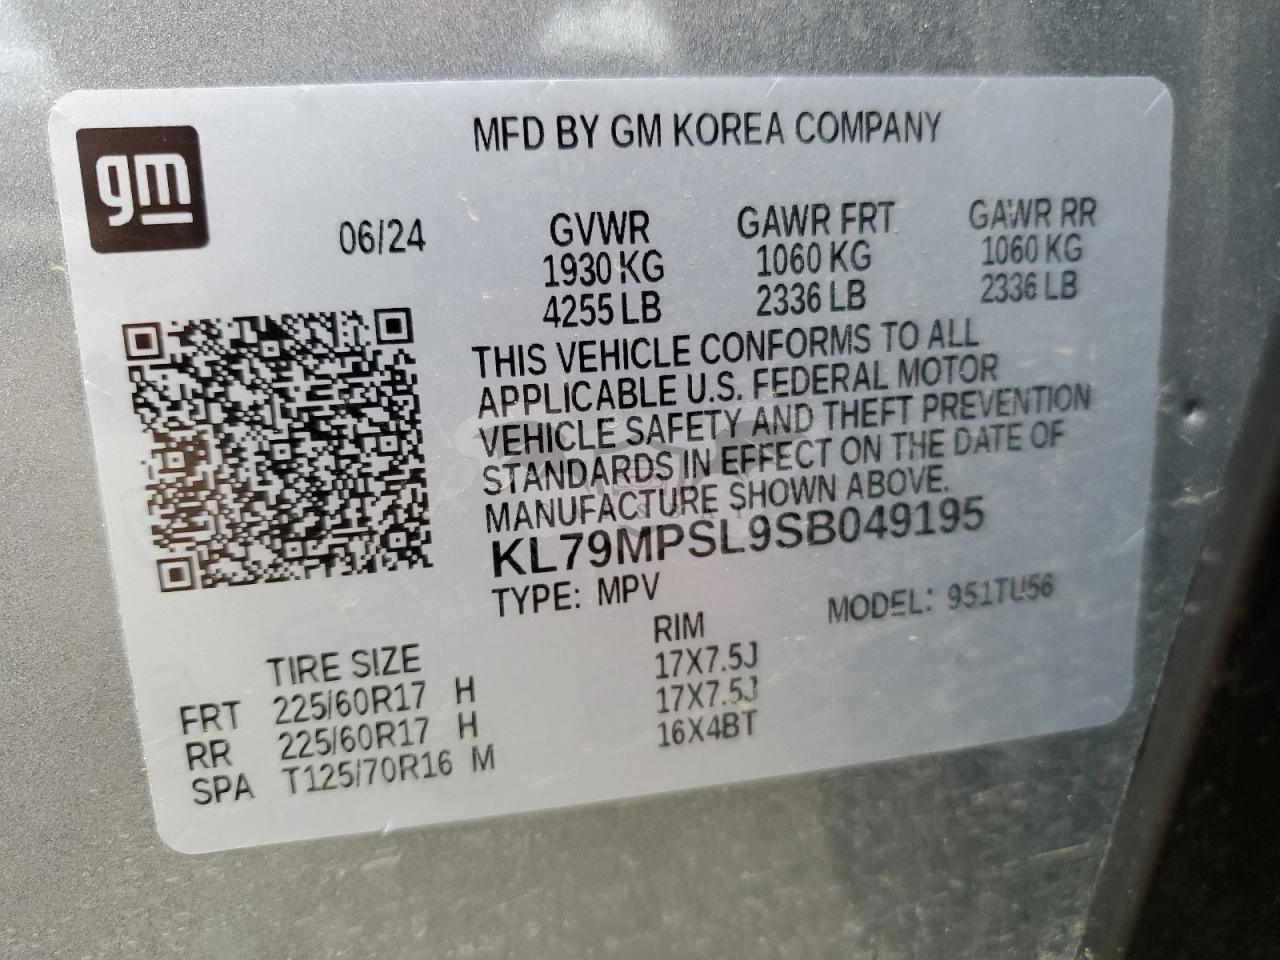 gm
MFD BY GM KOREA COMPANY
06/24
GVWR GAWR FRT GAWR RR
1930 KG 1060 KG 1060 KG
4255 LB 2336 LB 2336 LB
THIS VEHICLE CONFORMS TO ALL
APPLICABLE U.S. FEDERAL MOTOR
VEHICLE SAFETY AND THEFT PREVENTION
STANDARDS IN EFFECT ON THE DATE OF
MANUFACTURE SHOWN ABOVE.
KL79MPSL9SB049195
TYPE: MPV MODEL: 951TU56
TIRE SIZE RIM
FRT 225/60R17 H 17X7.5J
RR 225/60R17 H 17X7.5J
SPA T125/70R16 M 16X4BT